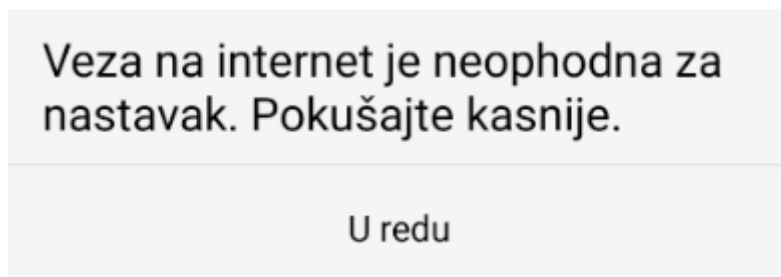 Veza na internet je neophodna za
nastavak. Pokušajte kasnije.
U redu